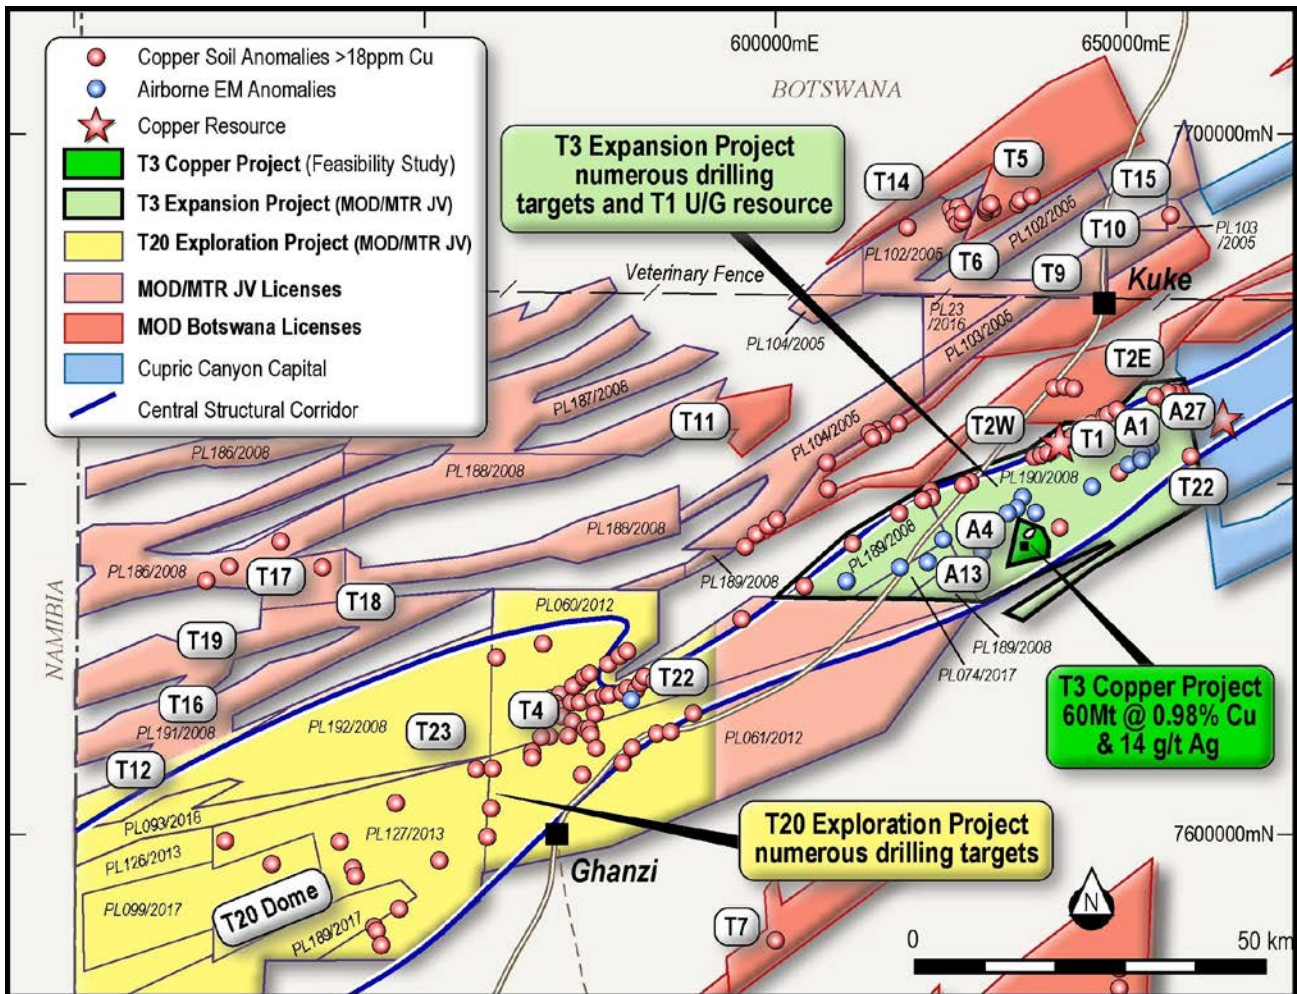 600000mE
650000mE
BOTSWANA
7700000mN
Copper Soil Anomalies >18ppm Cu
Airborne EM Anomalies
Copper Resource
T3 Copper Project (Feasibility Study)
T3 Expansion Project (MOD/MTR JV)
T20 Exploration Project (MOD/MTR JV)
MOD/MTR JV Licenses
MOD Botswana Licenses
Cupric Canyon Capital
Central Structural Corridor
T3 Expansion Project
numerous drilling
targets and T1 U/G resource
T5
T14
T15
PL102/2005
T10
PL103
/2005
PL102/2005
T6
T9
Veterinary Fence
Kuke
PL23
/2016
PL103/2005
PL104/2005
T2E
PL187/2008
T11
T2W
T1
A1
A27
PL104/2005
PL186/2008
PL188/2008
PL190/2008
T22
PL188/2008
PL189/2008
A4
PL186/2008
T17
PL189/2008
A13
T18
PL060/2012
NAMIBIA
T19
PL189/2008
PL074/2017
T16
T22
T3 Copper Project
60Mt @ 0.98% Cu
& 14 g/t Ag
PL191/2008
PL192/2008
T23
T4
PL061/2012
T12
PL093/2018
PL127/2013
T20 Exploration Project
numerous drilling targets
7600000mN
PL126/2013
Ghanzi
PL099/2017
T20 Dome
PL189/2017
T7
N
0
50 km